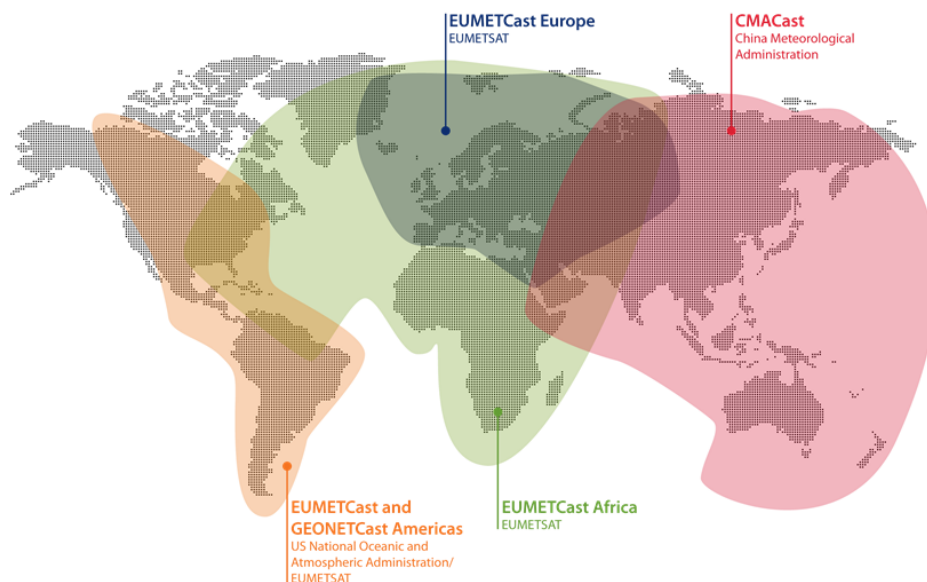 EUMETCast Europe
EUMETSAT
CMACast
China Meteorological
Administration
EUMETCast and
GEONETCast Americas
US National Oceanic and
Atmospheric Administration/
EUMETSAT
EUMETCast Africa
EUMETSAT